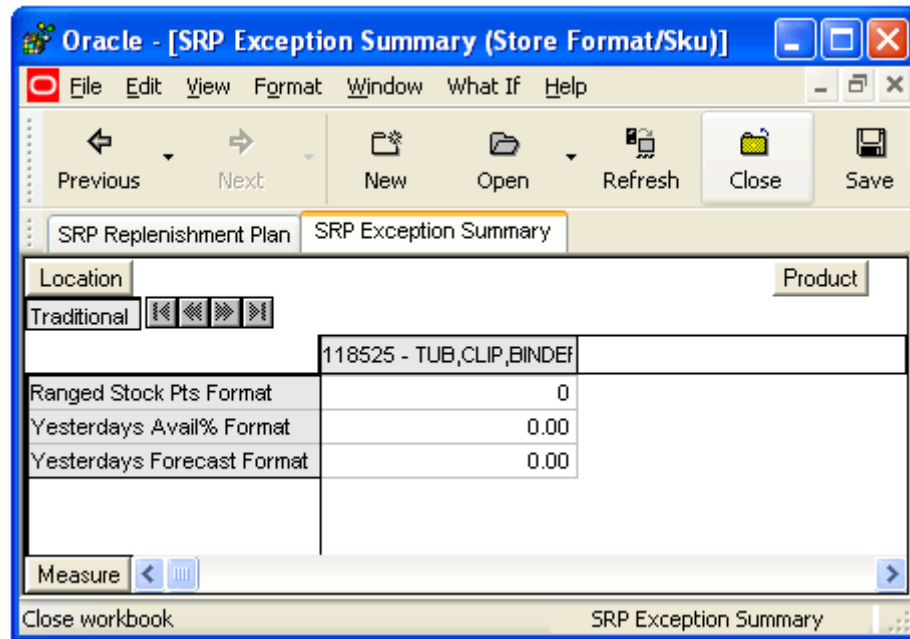 Oracle - [SRP Exception Summary (Store Format/Sku)]
File Edit View Format Window What If Help
Previous Next New Open Refresh Close Save
SRP Replenishment Plan SRP Exception Summary
Location Product
Traditional
118525 - TUB,CLIP,BINDER
Ranged Stock Pts Format 0
Yesterdays Avail% Format 0.00
Yesterdays Forecast Format 0.00
Measure
Close workbook SRP Exception Summary